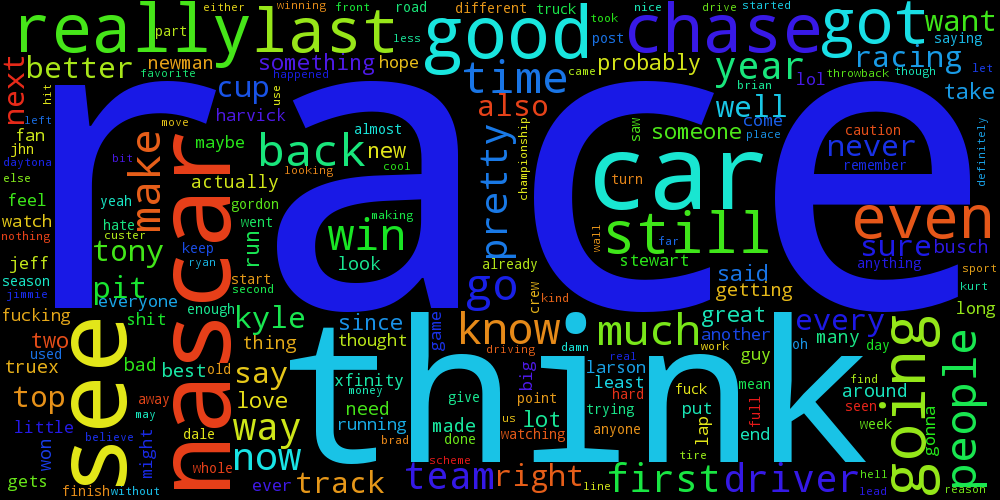 either
winning
front
road
different
truck
took
nice
drive
started
really
last
good
chase
got
want
part
less
post
saying
better
newman
something
hope
time
came
probably
year
racing
next
favorite
happened
brian
lol
throwback
though
let
hit
cup
use
also
take
left
harvick
move
well
come
place
caution
never
remember
definitely
fan
jhn
daytona
else
make
maybe
almost
new
cool
back
looking
pretty
championship
saw
someone
car
turn
race
bit
feel
actually
yeah
hate
custer
gordon
went
win
making
look
still
even
watch
nothing
tony
nascar
keep
ryan
run
wall
far
sure
busch
anything
jeff
season
jimmie
pit
everyone
start
second
already
go
crew
kind
stewart
said
getting
sport
kurt
long
fucking
shit
enough
kyle
since
thought
game
know
driving
damn
much
great
another
work
every
many
day
oh
two
used
truex
see
bad
best
old
thing
think
real
guy
going
people
top
away
may
say
love
xfinity
money
need
running
give
made
done
big
point
us
watching
lot
larson
least
hard
trying
anyone
fuck
put
lap
mean
full
end
find
around
seen
week
gonna
little
won
believe
might
dale
whole
way
now
brad
scheme
tire
gets
finish
without
ever
track
team
right
line
first
driver
hell
lead
reason